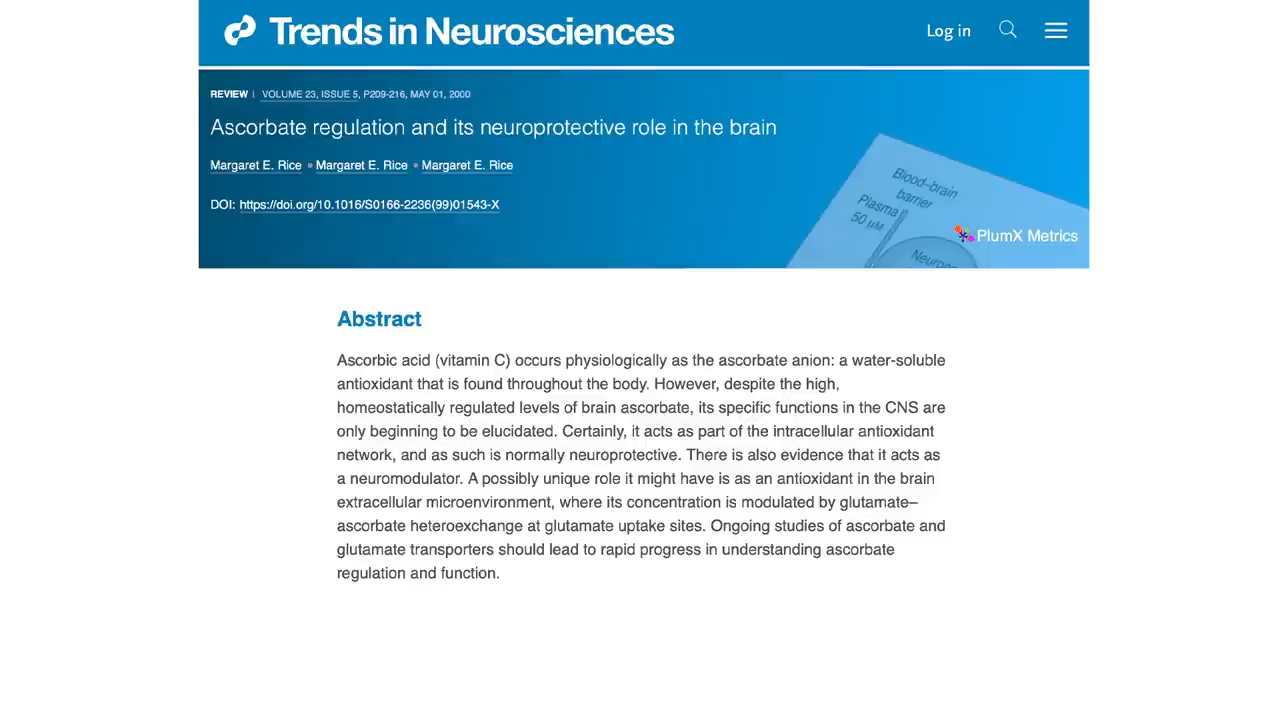 Trends in Neurosciences
Log in
REVIEW | VOLUME 23, ISSUE 5, P209-216, MAY 01, 2000
Ascorbate regulation and its neuroprotective role in the brain
Margaret E. Rice • Margaret E. Rice • Margaret E. Rice
DOI: https://doi.org/10.1016/S0166-2236(99)01543-X
Blood–brain
barrier
Plasma
50 µM
PlumX Metrics
Abstract
Ascorbic acid (vitamin C) occurs physiologically as the ascorbate anion: a water-soluble
antioxidant that is found throughout the body. However, despite the high,
homeostatically regulated levels of brain ascorbate, its specific functions in the CNS are
only beginning to be elucidated. Certainly, it acts as part of the intracellular antioxidant
network, and as such is normally neuroprotective. There is also evidence that it acts as
a neuromodulator. A possibly unique role it might have is as an antioxidant in the brain
extracellular microenvironment, where its concentration is modulated by glutamate–
ascorbate heteroexchange at glutamate uptake sites. Ongoing studies of ascorbate and
glutamate transporters should lead to rapid progress in understanding ascorbate
regulation and function.